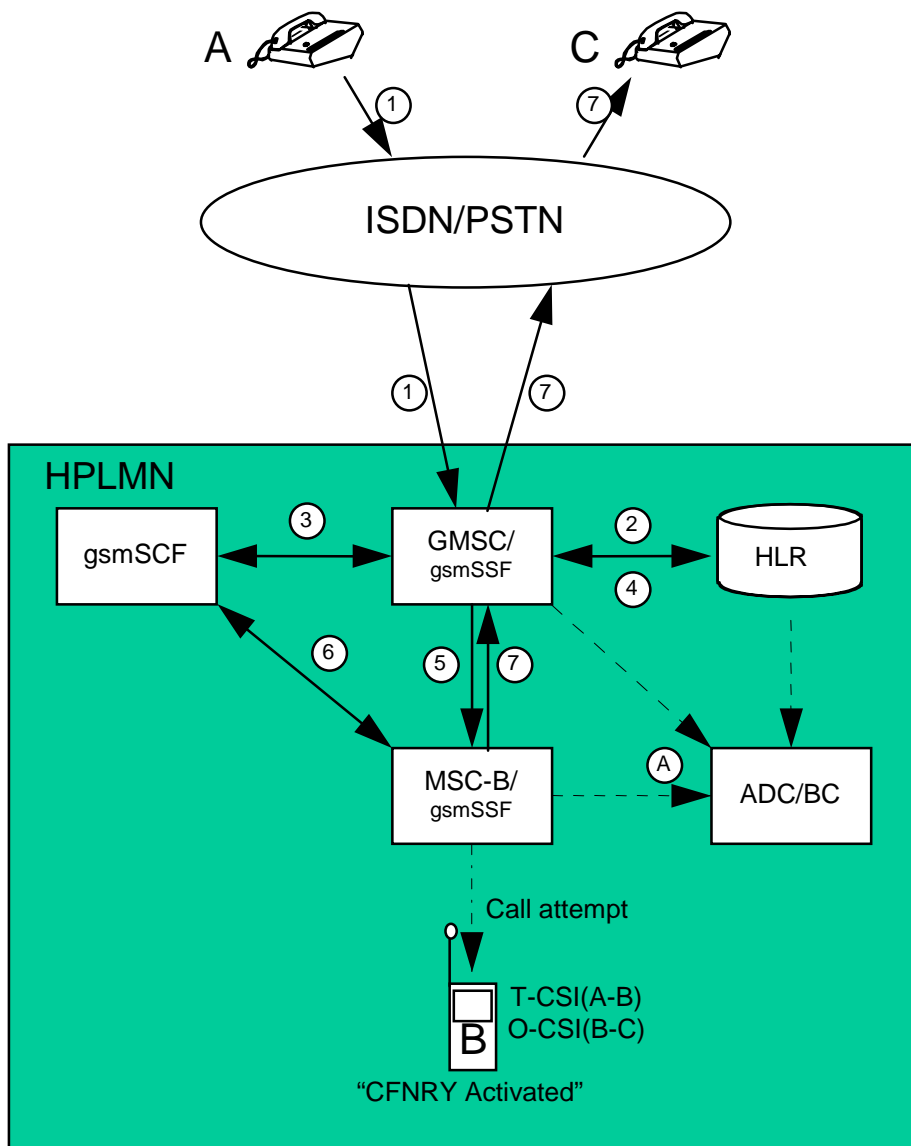 A
C
1
7
ISDN/PSTN
1
7
HPLMN
gsmSCF
3
GMSC/
gsmSSF
2
4
HLR
6
5
7
MSC-B/
gsmSSF
A
ADC/BC
Call attempt
B
T-CSI(A-B)
O-CSI(B-C)
“CFNRY Activated”